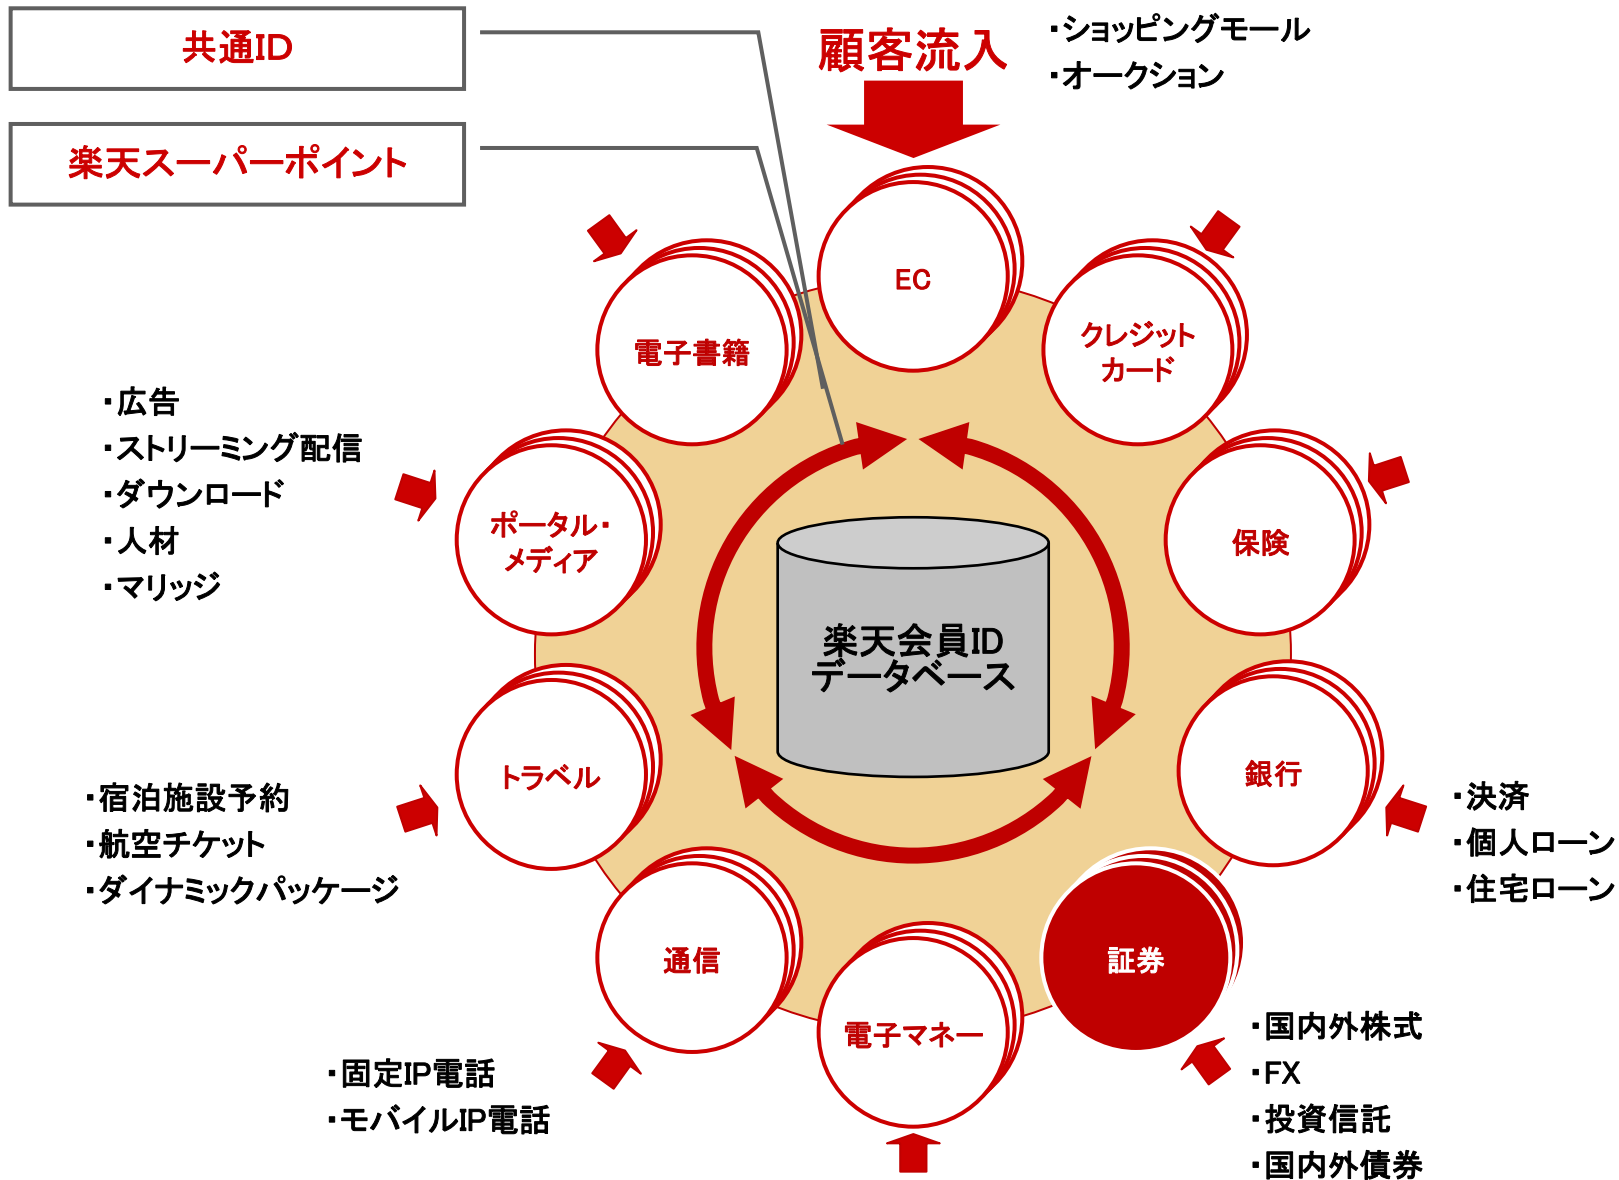 共通ID
楽天スーパーポイント
顧客流入
・ショッピングモール
・オークション
EC
クレジット
カード
保険
銀行
・決済
・個人ローン
・住宅ローン
証券
・国内外株式
・FX
・投資信託
・国内外債券
電子マネー
通信
・固定IP電話
・モバイルIP電話
トラベル
・宿泊施設予約
・航空チケット
・ダイナミックパッケージ
ポータル・
メディア
・広告
・ストリーミング配信
・ダウンロード
・人材
・マリッジ
電子書籍
楽天会員ID
データベース